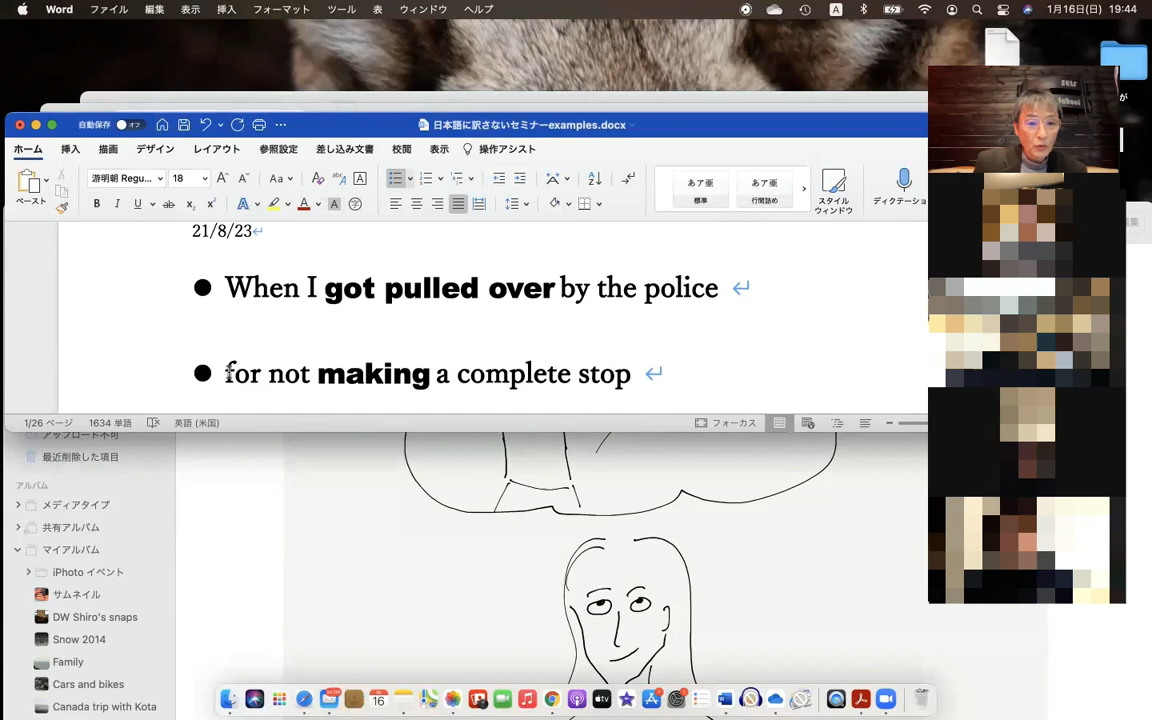 Word ファイル 編集 表示 挿入 フォーマット ツール 表 ウィンドウ ヘルプ A 1月16日(日) 19:44
自動保存 オフ 日本語に訳さないセミナーexamples.docx
ホーム 挿入 描画 デザイン レイアウト 参照設定 差し込み文書 校閲 表示 操作アシスト
ペースト 游明朝 Regu... 18 あア亜 標準 あア亜 行間詰め スタイル ウィンドウ ディクテーション
21/8/23
● When I got pulled over by the police
● for not making a complete stop
1/26 ページ 1634 単語 英語 (米国) フォーカス
アップロード不可
最近削除した項目
アルバム
メディアタイプ
共有アルバム
マイアルバム
iPhoto イベント
サムネイル
DW Shiro's snaps
Snow 2014
Family
Cars and bikes
Canada trip with Kota
SELF
School
が
編集